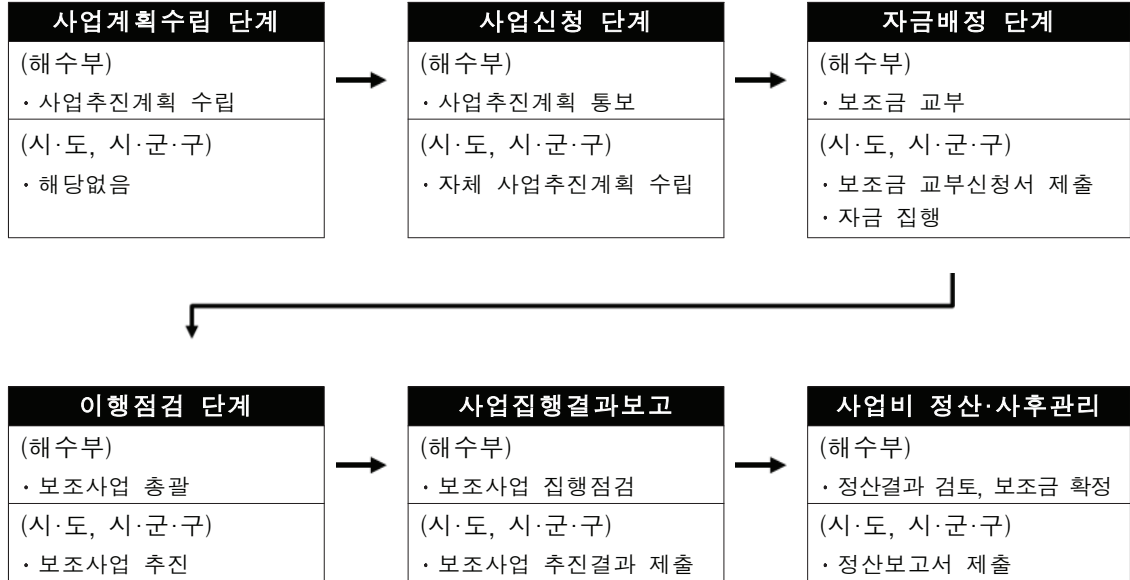 사업계획수립 단계
(해수부)
· 사업추진계획 수립
(시·도, 시·군·구)
· 해당없음
사업신청 단계
(해수부)
· 사업추진계획 통보
(시·도, 시·군·구)
· 자체 사업추진계획 수립
자금배정 단계
(해수부)
· 보조금 교부
(시·도, 시·군·구)
· 보조금 교부신청서 제출
· 자금 집행
이행점검 단계
(해수부)
· 보조사업 총괄
(시·도, 시·군·구)
· 보조사업 추진
사업집행결과보고
(해수부)
· 보조사업 집행점검
(시·도, 시·군·구)
· 보조사업 추진결과 제출
사업비 정산·사후관리
(해수부)
· 정산결과 검토, 보조금 확정
(시·도, 시·군·구)
· 정산보고서 제출